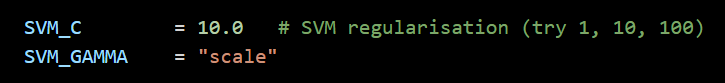 SVM_C        = 10.0   # SVM regularisation (try 1, 10, 100)
SVM_GAMMA    = "scale"